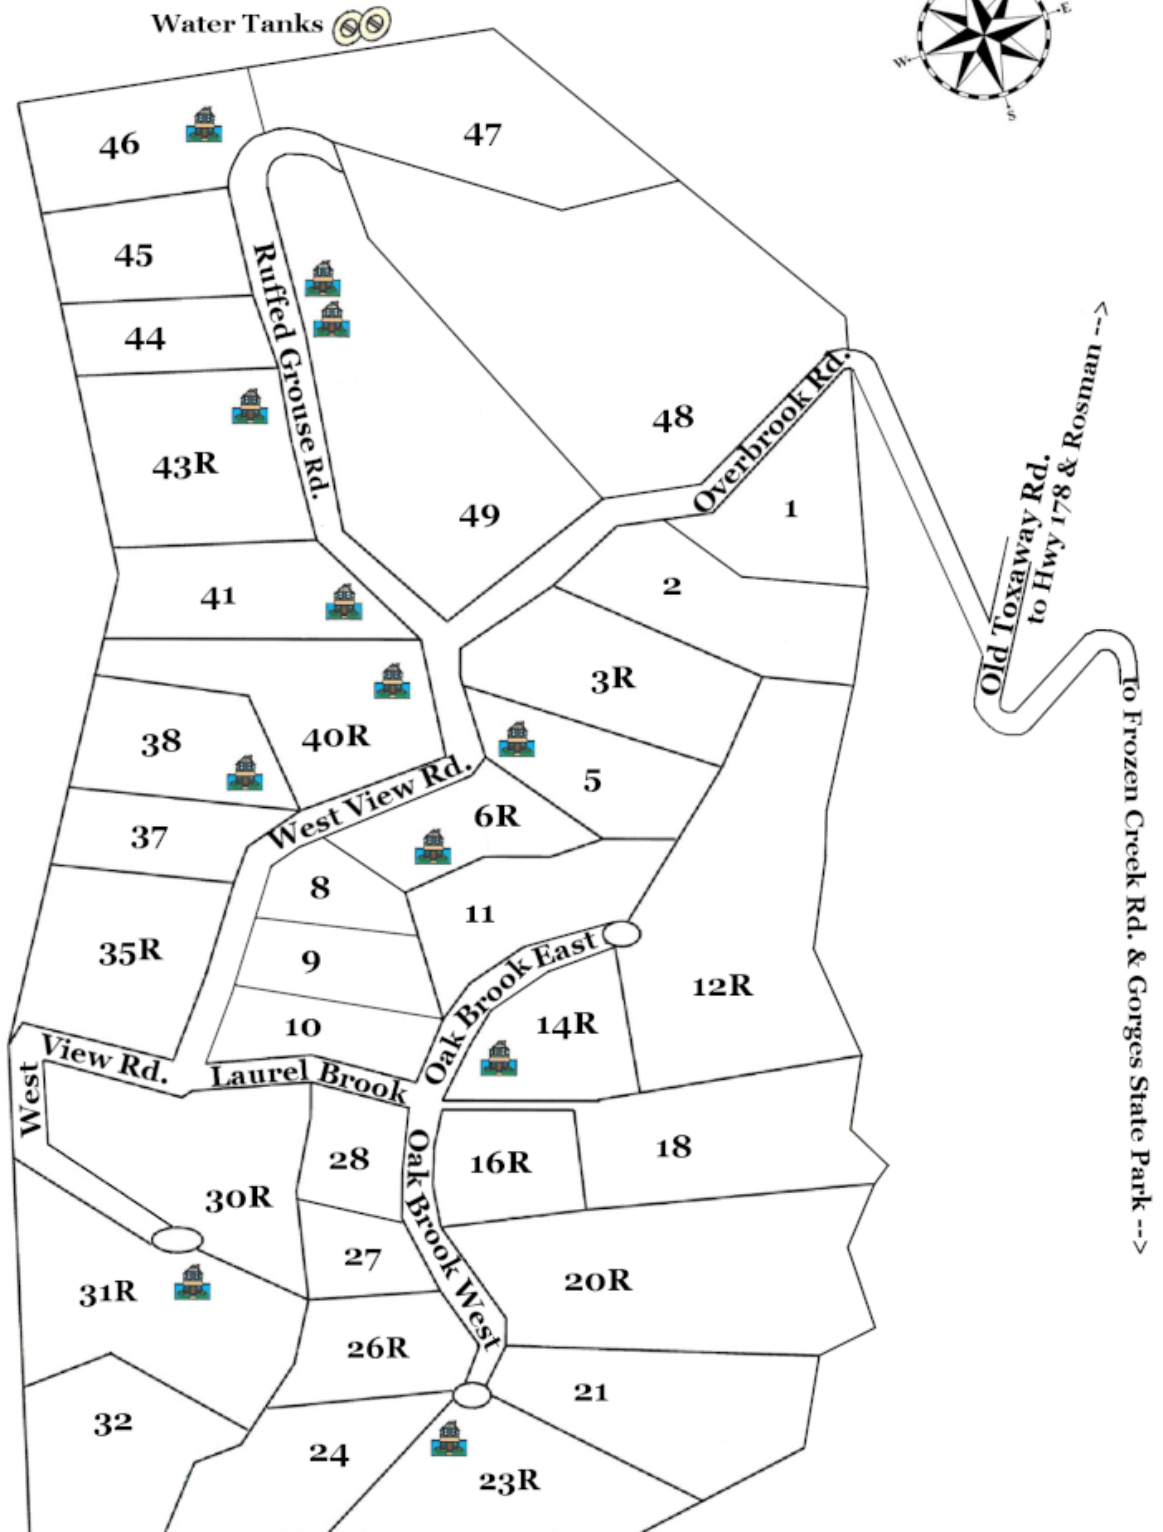 Water Tanks
E
W
S
46
47
45
44
Ruffed Grouse Rd.
43R
48
Overbrook Rd.
49
1
Old Toxaway Rd.
to Hwy 178 & Rosman -->
41
2
3R
To Frozen Creek Rd. & Gorges State Park -->
38
40R
5
West View Rd.
6R
37
8
11
35R
9
Oak Brook East
12R
10
14R
West
View Rd.
Laurel Brook
28
Oak Brook West
16R
18
30R
27
20R
31R
26R
21
32
24
23R